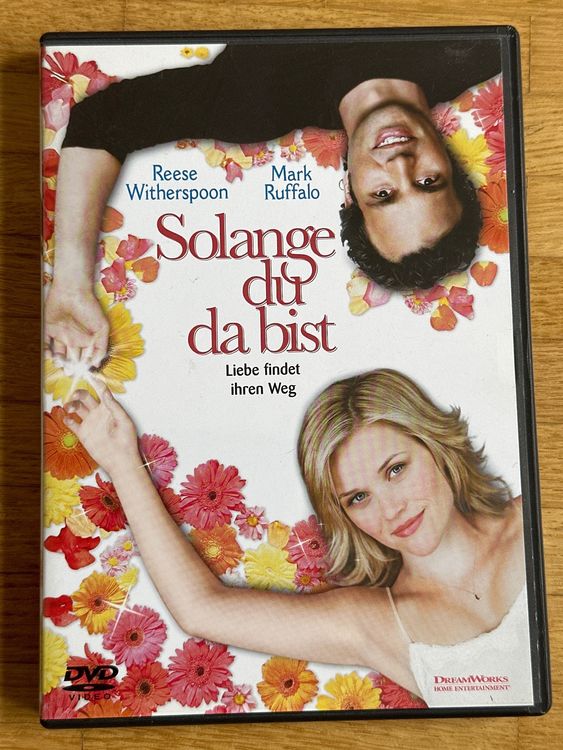 Reese
Witherspoon
Mark
Ruffalo
Solange
du
da bist
Liebe findet
ihren Weg
DVD
VIDEO
DREAMWORKS
HOME ENTERTAINMENT